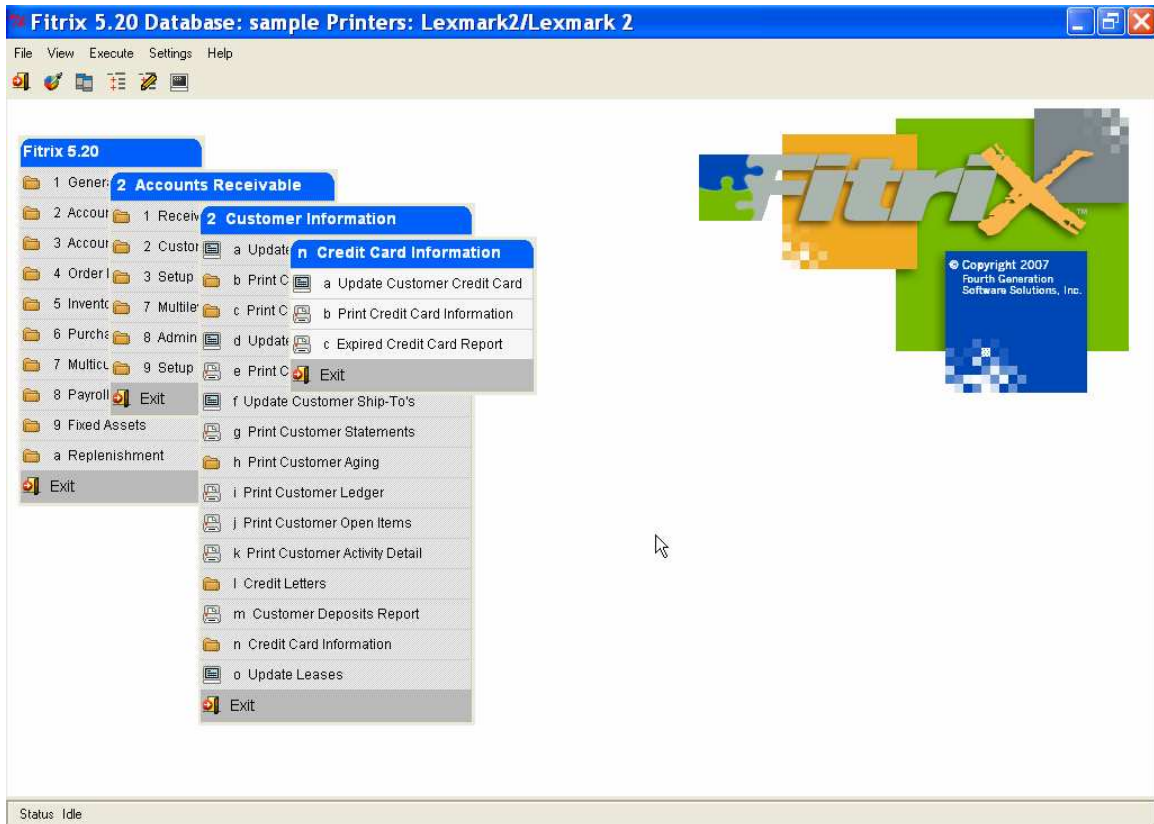 Fitrix 5.20 Database: sample Printers: Lexmark2/Lexmark 2
File View Execute Settings Help
Fitrix 5.20
1 Genera
2 Accoun
3 Accoun
4 Order
5 Invento
6 Purcha
7 Multicu
8 Payroll
9 Fixed Assets
a Replenishment
Exit
2 Accounts Receivable
1 Receiv
2 Custor
3 Setup
7 Multile
8 Admin
9 Setup
Exit
2 Customer Information
a Update
b Print C
c Print C
d Update
e Print C
f Update Customer Ship-To's
g Print Customer Statements
h Print Customer Aging
i Print Customer Ledger
j Print Customer Open Items
k Print Customer Activity Detail
l Credit Letters
m Customer Deposits Report
n Credit Card Information
o Update Leases
Exit
n Credit Card Information
a Update Customer Credit Card
b Print Credit Card Information
c Expired Credit Card Report
Exit
FitriX
TM
© Copyright 2007
Fourth Generation
Software Solutions, Inc.
Status Idle